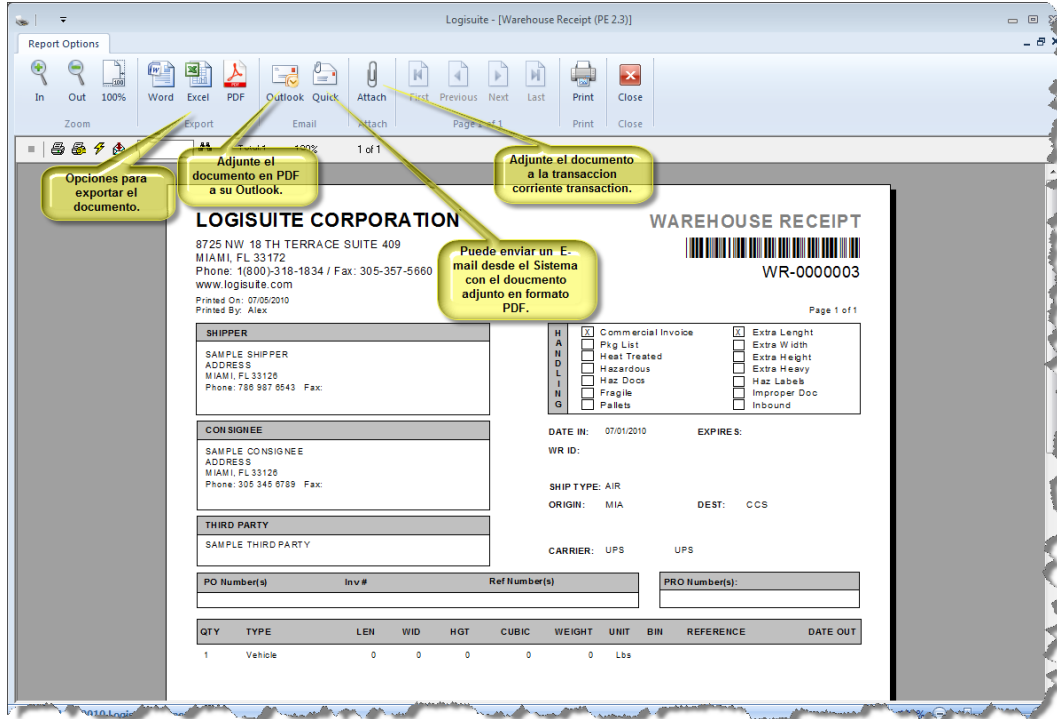 Logisuite - [Warehouse Receipt (PE 2.3)]
Report Options
In Out 100% Word Excel PDF Outlook Quick Attach First Previous Next Last Print Close
Zoom Export Email Attach Page 1 of 1 Print Close
100% 1 of 1
Opciones para
exportar el
documento.
Adjunte el
documento en PDF
a su Outlook.
Adjunte el documento
a la transaccion
corriente transaction.
Puede enviar un E-
mail desde el Sistema
con el doucmento
adjunto en formato
PDF.
LOGISUITE CORPORATION
8725 NW 18 TH TERRACE SUITE 409
MIAMI, FL 33172
Phone: 1(800)-318-1834 / Fax: 305-357-5660
www.logisuite.com
Printed On: 07/05/2010
Printed By: Alex
WAREHOUSE RECEIPT
WR-0000003
Page 1 of 1
SHIPPER
SAMPLE SHIPPER
ADDRESS
MIAMI, FL 33126
Phone: 786 987 6543 Fax:
HANDLING
X Commercial Invoice X Extra Lenght
Pkg List Extra Width
Heat Treated Extra Height
Hazardous Extra Heavy
Haz Docs Haz Labels
Fragile Improper Doc
Pallets Inbound
CONSIGNEE
SAMPLE CONSIGNEE
ADDRESS
MIAMI, FL 33126
Phone: 305 345 6789 Fax:
DATE IN: 07/01/2010 EXPIRES:
WR ID:
SHIP TYPE: AIR
ORIGIN: MIA DEST: CCS
THIRD PARTY
SAMPLE THIRD PARTY
CARRIER: UPS UPS
PO Number(s) Inv # Ref Number(s) PRO Number(s):
QTY TYPE LEN WID HGT CUBIC WEIGHT UNIT BIN REFERENCE DATE OUT
1 Vehicle 0 0 0 0 0 Lbs